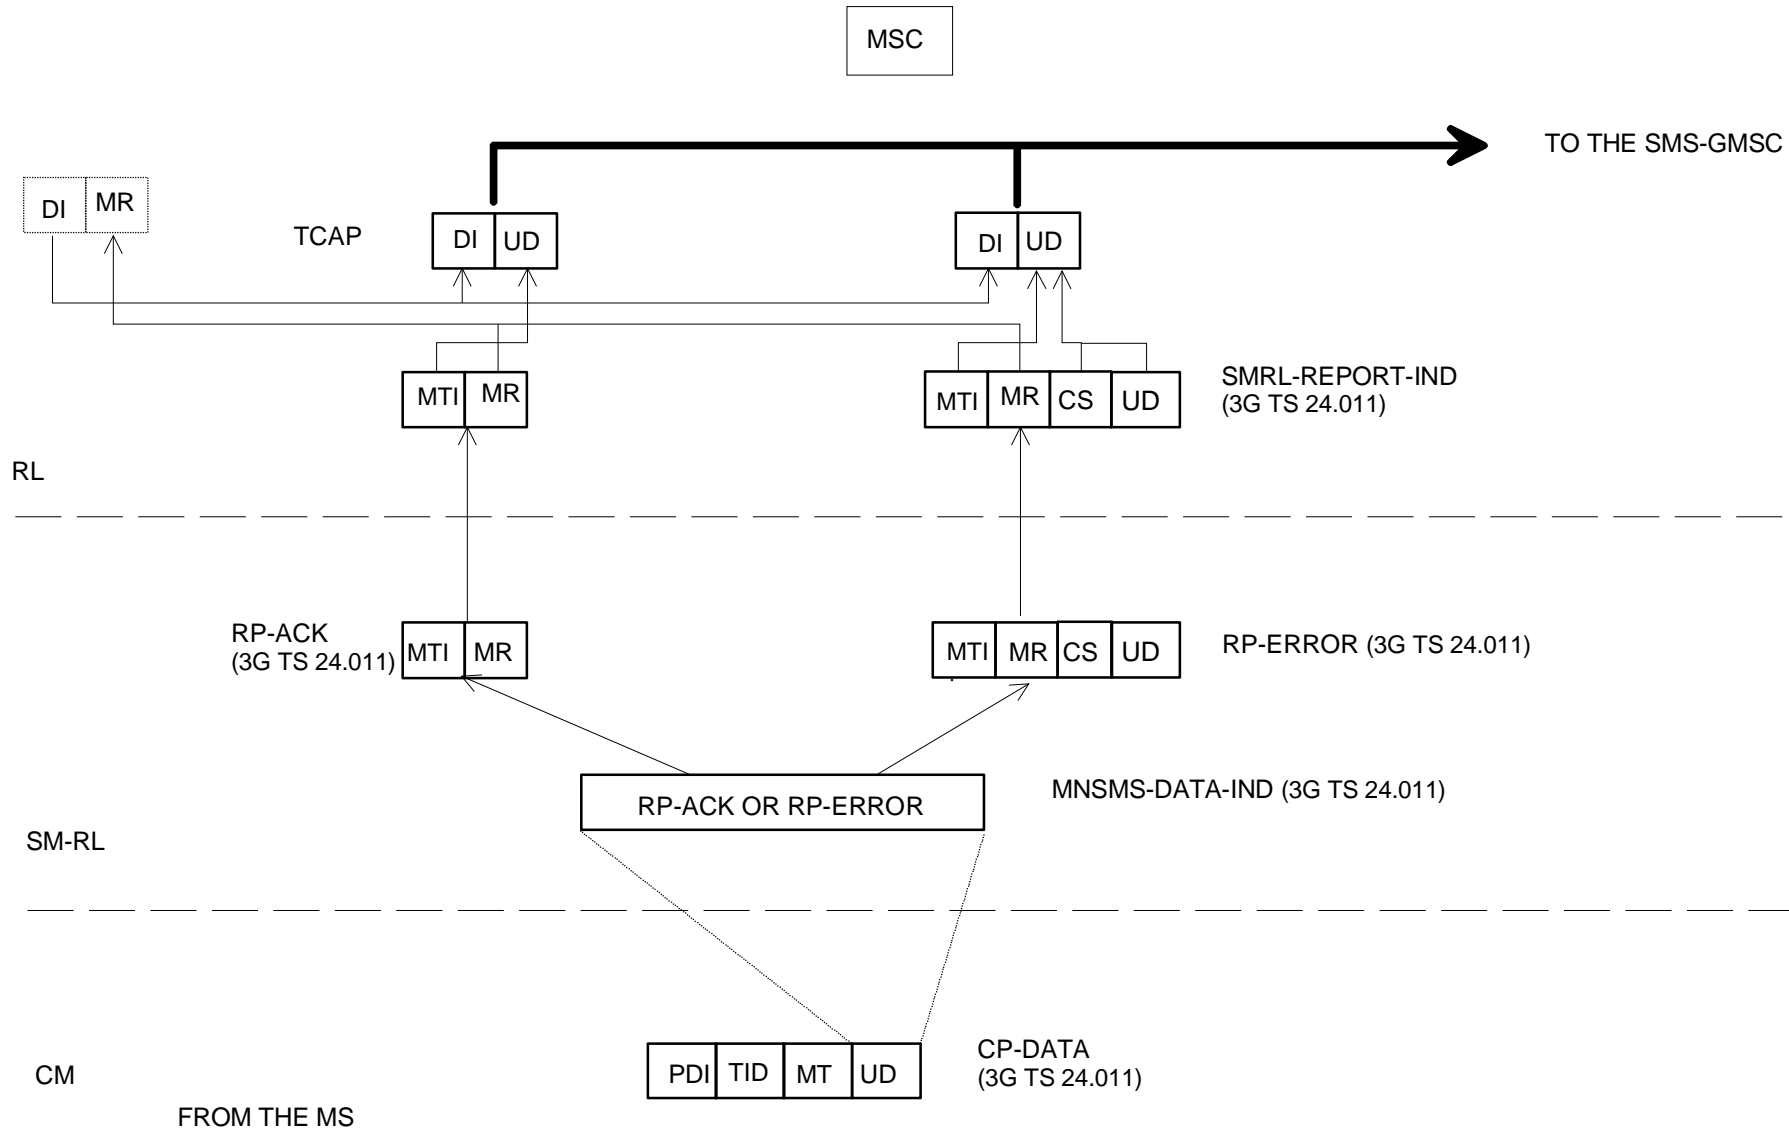 MSC
TO THE SMS-GMSC
DI MR
TCAP
DI UD
DI UD
MTI MR
MTI MR CS UD
SMRL-REPORT-IND
(3G TS 24.011)
RL
RP-ACK
(3G TS 24.011)
MTI MR
MTI MR CS UD
RP-ERROR (3G TS 24.011)
RP-ACK OR RP-ERROR
MNSMS-DATA-IND (3G TS 24.011)
SM-RL
PDI TID MT UD
CP-DATA
(3G TS 24.011)
CM
FROM THE MS